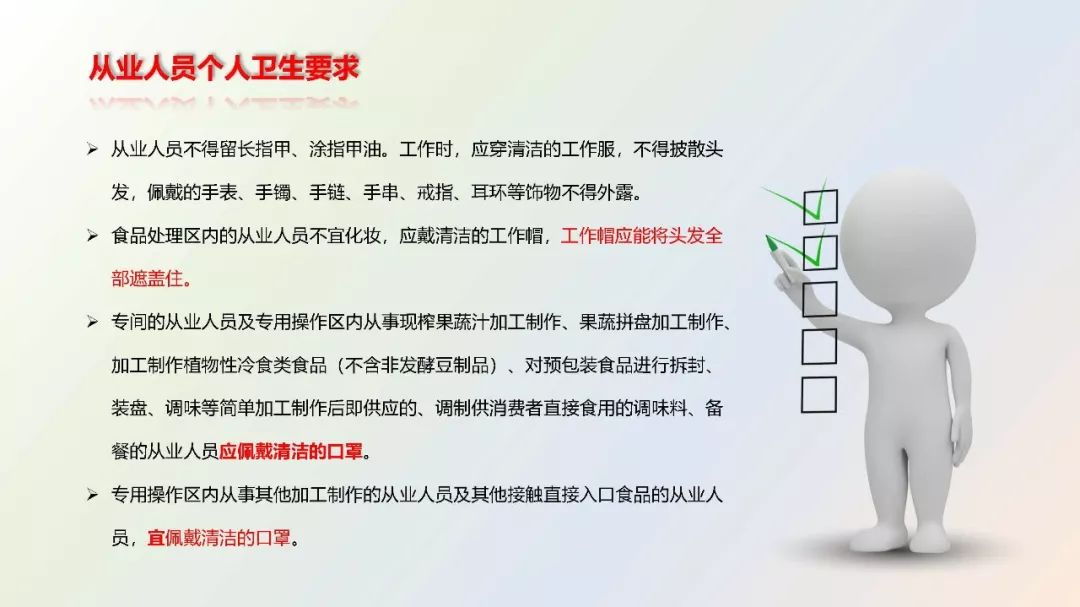 从业人员个人卫生要求
从业人员不得留长指甲、涂指甲油。工作时，应穿清洁的工作服，不得披散头
发，佩戴的手表、手镯、手链、手串、戒指、耳环等饰物不得外露。
食品处理区内的从业人员不宜化妆，应戴清洁的工作帽，工作帽应能将头发全
部遮盖住。
专间的从业人员及专用操作区内从事现榨果蔬汁加工制作、果蔬拼盘加工制作、
加工制作植物性冷食类食品（不含非发酵豆制品）、对预包装食品进行拆封、
装盘、调味等简单加工制作后即供应的、调制供消费者直接食用的调味料、备
餐的从业人员应佩戴清洁的口罩。
专用操作区内从事其他加工制作的从业人员及其他接触直接入口食品的从业人
员，宜佩戴清洁的口罩。